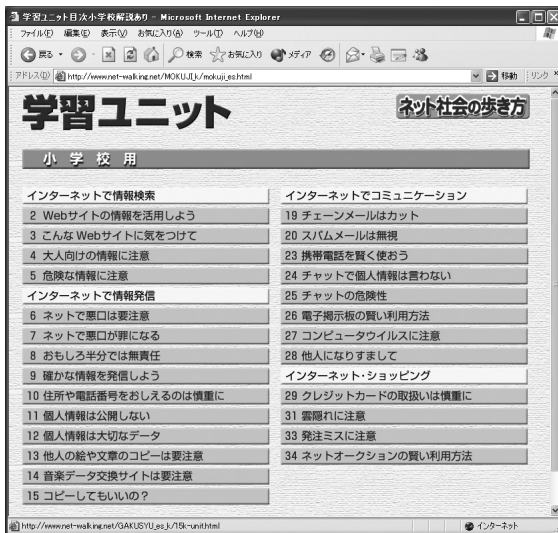 学習ユニット目次小学校解説あり - Microsoft Internet Explorer
ファイル(F) 編集(E) 表示(V) お気に入り(A) ツール(T) ヘルプ(H)
戻る 検索 お気に入り メディア
アドレス(D) http://www.net-walking.net/MOKUJI_k/mokuji_es.html 移動 リンク
学習ユニット
ネット社会の歩き方
小学校用
インターネットで情報検索
2 Webサイトの情報を活用しよう
3 こんな Webサイトに気をつけて
4 大人向けの情報に注意
5 危険な情報に注意
インターネットで情報発信
6 ネットで悪口は要注意
7 ネットで悪口が罪になる
8 おもしろ半分では無責任
9 確かな情報を発信しよう
10 住所や電話番号をおしえるのは慎重に
11 個人情報は公開しない
12 個人情報は大切なデータ
13 他人の絵や文章のコピーは要注意
14 音楽データ交換サイトは要注意
15 コピーしてもいいの？
インターネットでコミュニケーション
19 チェーンメールはカット
20 スパムメールは無視
23 携帯電話を賢く使おう
24 チャットで個人情報は言わない
25 チャットの危険性
26 電子掲示板の賢い利用方法
27 コンピュータウイルスに注意
28 他人になりすまして
インターネット・ショッピング
29 クレジットカードの取扱いは慎重に
31 雲隠れに注意
33 発注ミスに注意
34 ネットオークションの賢い利用方法
http://www.net-walking.net/GAKUSYU_es_k/15k-unit.html インターネット